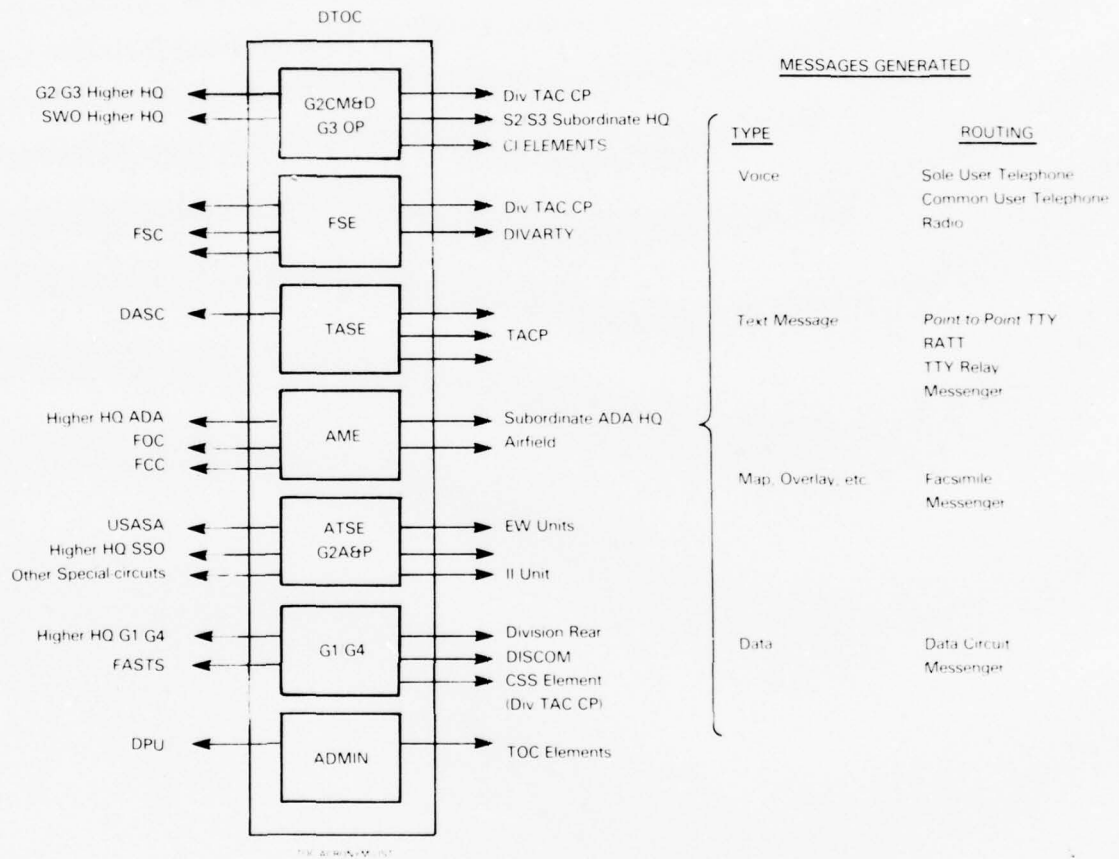 DTOC
MESSAGES GENERATED
G2 G3 Higher HQ
SWO Higher HQ
G2CM&D
G3 OP
Div TAC CP
S2 S3 Subordinate HQ
CI ELEMENTS
FSC
FSE
Div TAC CP
DIVARTY
DASC
TASE
TACP
Higher HQ ADA
FOC
FCC
AME
Subordinate ADA HQ
Airfield
USASA
Higher HQ SSO
Other Special circuits
ATSE
G2A&P
EW Units
II Unit
Higher HQ G1 G4
FASTS
G1 G4
Division Rear
DISCOM
CSS Element
(Div TAC CP)
DPU
ADMIN
TOC Elements
TYPE
ROUTING
Voice
Sole User Telephone
Common User Telephone
Radio
Text Message
Point to Point TTY
RATT
TTY Relay
Messenger
Map, Overlay, etc.
Facsimile
Messenger
Data
Data Circuit
Messenger